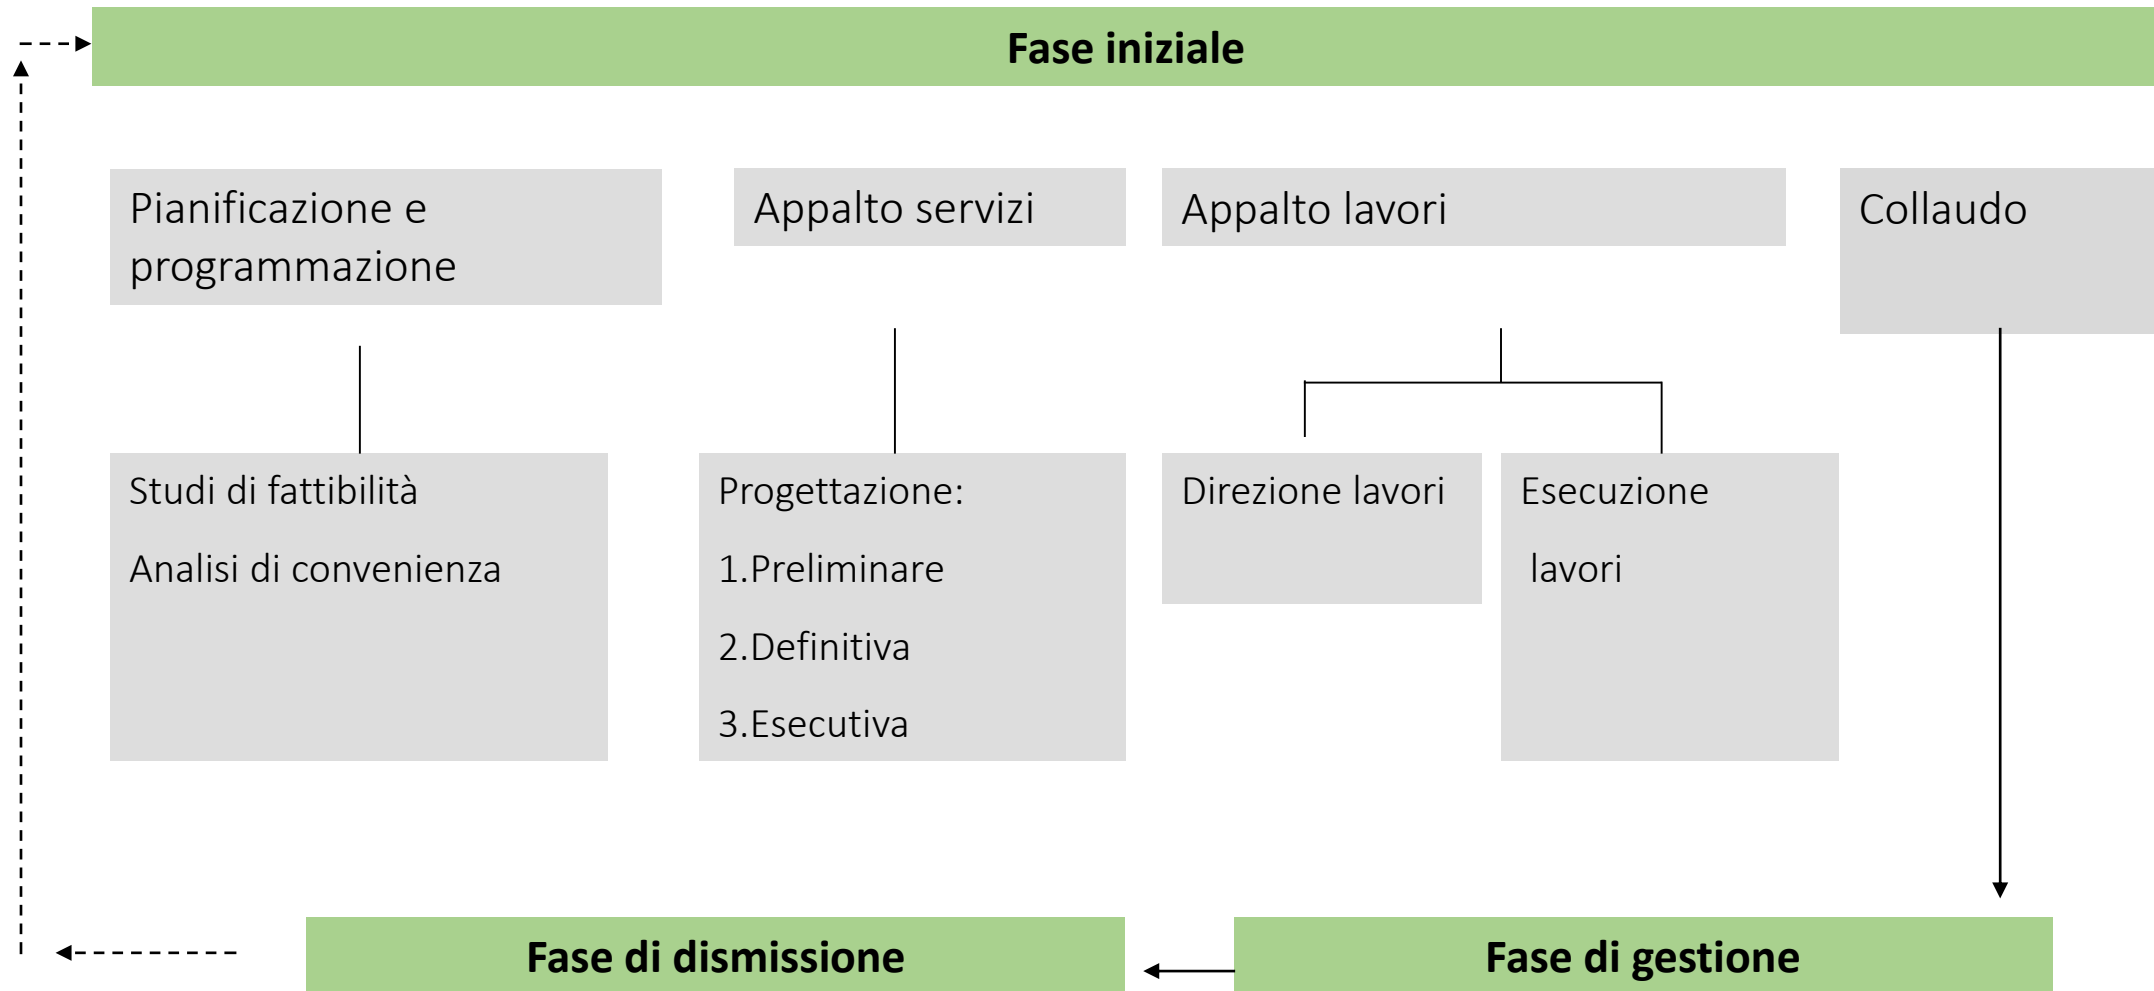 Fase iniziale
Pianificazione e
programmazione
Appalto servizi
Appalto lavori
Collaudo
Studi di fattibilità
Analisi di convenienza
Progettazione:
1.Preliminare
2.Definitiva
3.Esecutiva
Direzione lavori
Esecuzione
lavori
Fase di dismissione
Fase di gestione